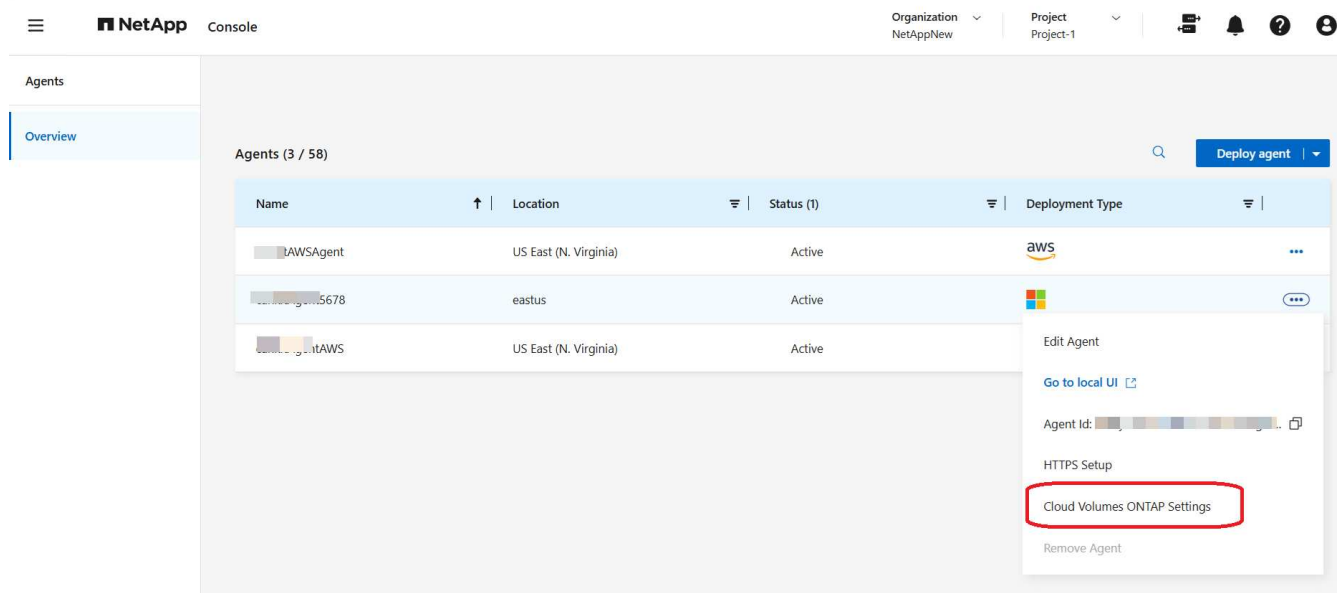 NetApp Console
Organization
NetAppNew
Project
Project-1
Agents
Overview
Agents (3 / 58)
Deploy agent
Name Location Status (1) Deployment Type
tAWSAgent US East (N. Virginia) Active aws
5678 eastus Active
tAWS US East (N. Virginia) Active
Edit Agent
Go to local UI
Agent Id:
HTTPS Setup
Cloud Volumes ONTAP Settings
Remove Agent